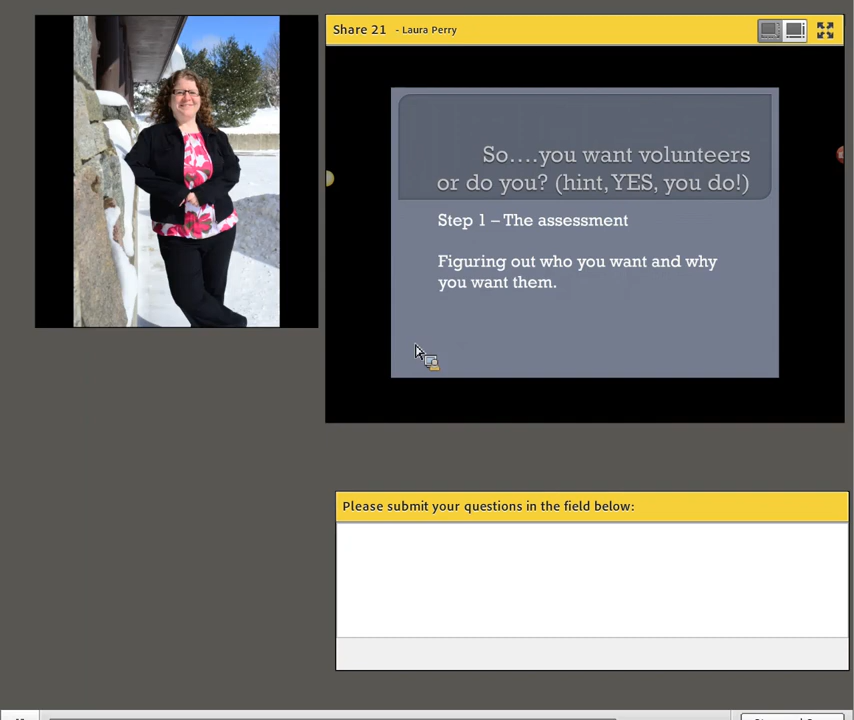 Share 21 - Laura Perry
So....you want volunteers
or do you? (hint, YES, you do!)
Step 1 – The assessment
Figuring out who you want and why
you want them.
Please submit your questions in the field below: